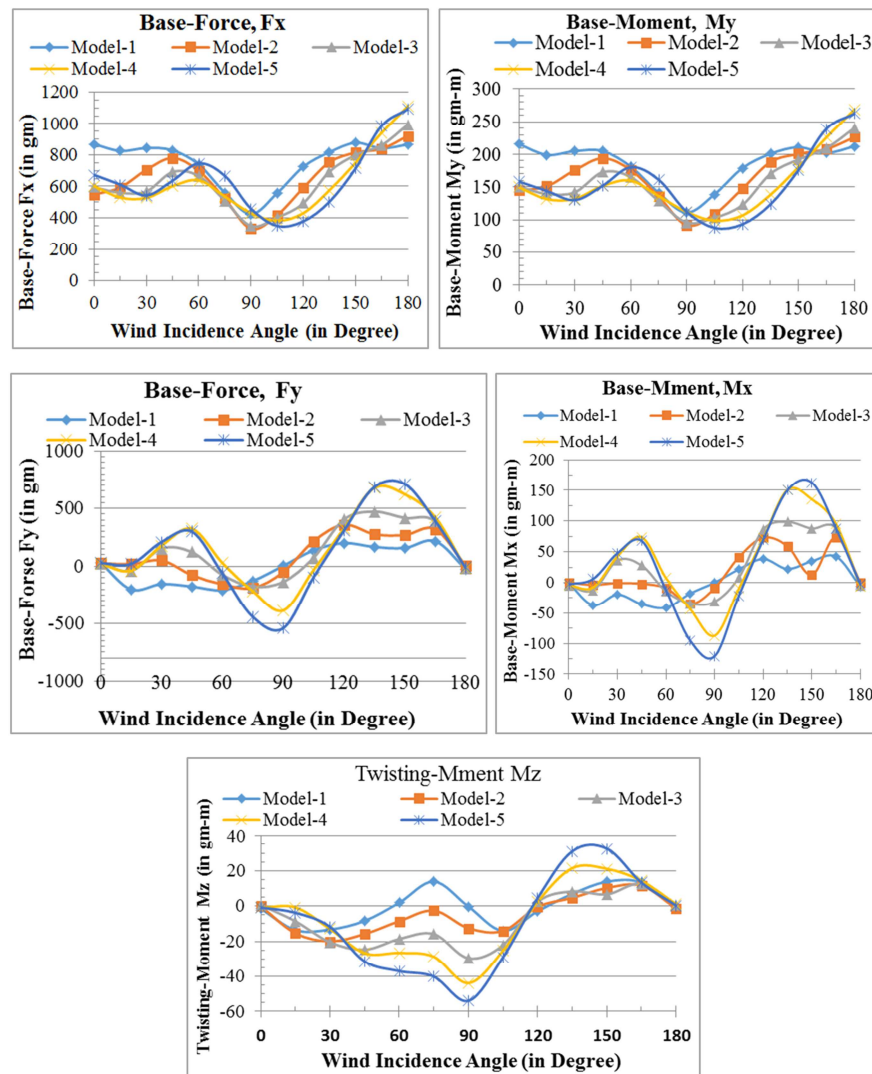 Base-Force, Fx
Model-1 Model-2 Model-3
Model-4 Model-5
Base-Force Fx (in gm)
1200
1000
800
600
400
200
0
0 30 60 90 120 150 180
Wind Incidence Angle (in Degree)
Base-Moment, My
Model-1 Model-2 Model-3
Model-4 Model-5
Base-Moment My (in gm-m)
300
250
200
150
100
50
0
0 30 60 90 120 150 180
Wind Incidence Angle (in Degree)
Base-Force, Fy
Model-1 Model-2 Model-3
Model-4 Model-5
Base-Forse Fy (in gm)
1000
500
0
-500
-1000
0 30 60 90 120 150 180
Wind Incidence Angle (in Degree)
Base-Mment, Mx
Model-1 Model-2 Model-3
Model-4 Model-5
Base-Moment Mx (in gm-m)
200
150
100
50
0
-50
-100
-150
0 30 60 90 120 150 180
Wind Incidence Angle (in Degree)
Twisting-Mment Mz
Model-1 Model-2 Model-3
Model-4 Model-5
Twisting-Moment Mz (in gm-m)
40
20
0
-20
-40
-60
0 30 60 90 120 150 180
Wind Incidence Angle (in Degree)